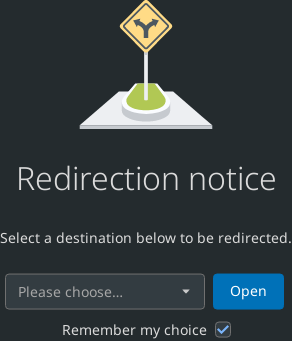 Redirection notice
Select a destination below to be redirected.
Please choose...
Open
Remember my choice